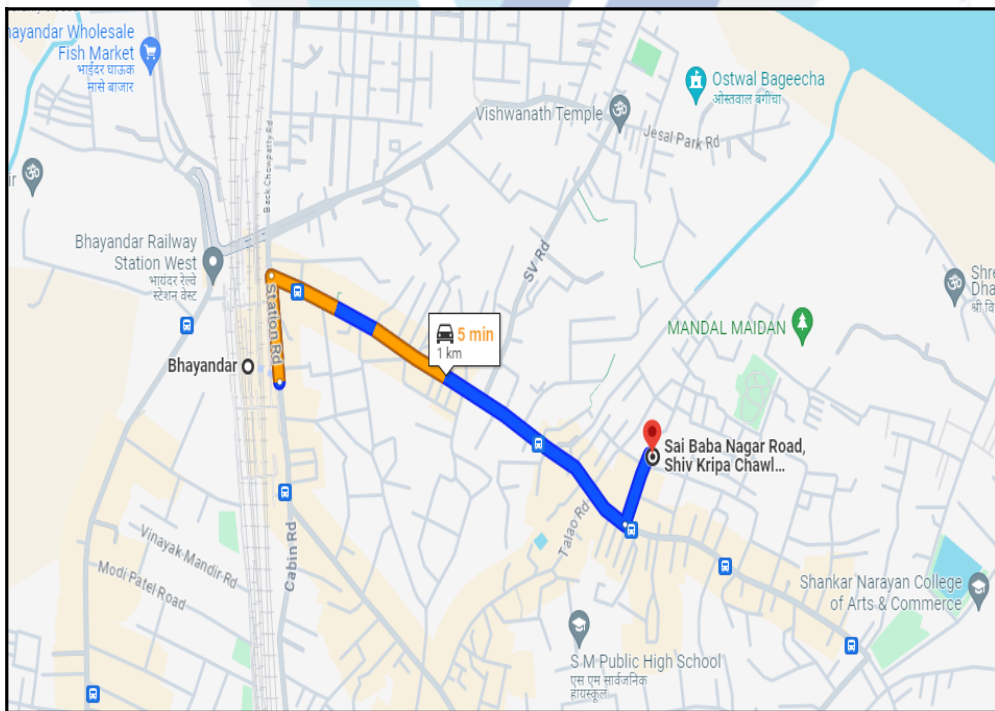 hayandar Wholesale
Fish Market
भाईंदर घाऊक
मासे बाजार
Ostwal Bageecha
ओस्तवाल बगीचा
Vishwanath Temple
Jesal Park Rd
Back Chowpatty Rd
ir
Bhayandar Railway
Station West
भायंदर रेल्वे
स्टेशन वेस्ट
SV Rd
Shre
Dha
श्री वि
Station Rd
MANDAL MAIDAN
5 min
1 km
Bhayandar
Sai Baba Nagar Road,
Shiv Kripa Chawl...
Talao Rd
Vinayak Mandir Rd
Cabin Rd
Modi Patel Road
Shankar Narayan College
of Arts & Commerce
S M Public High School
एस एम सार्वजनिक
हायस्कूल